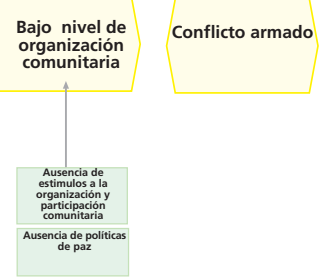 Bajo nivel de
organización
comunitaria
Conflicto armado
Ausencia de
estimulos a la
organización y
participación
comunitaria
Ausencia de políticas
de paz